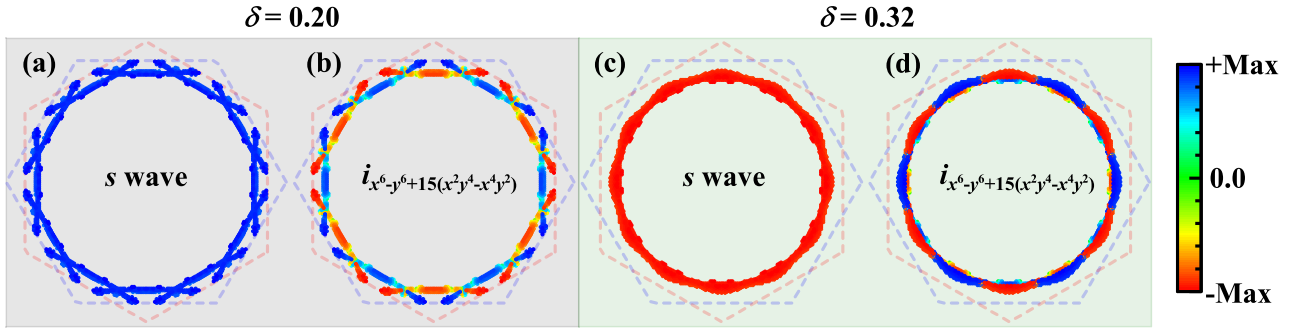 δ = 0.20
δ = 0.32
(a)
(b)
(c)
(d)
s wave
i_{x^6-y^6+15(x^2y^4-x^4y^2)}
s wave
i_{x^6-y^6+15(x^2y^4-x^4y^2)}
+Max
0.0
-Max